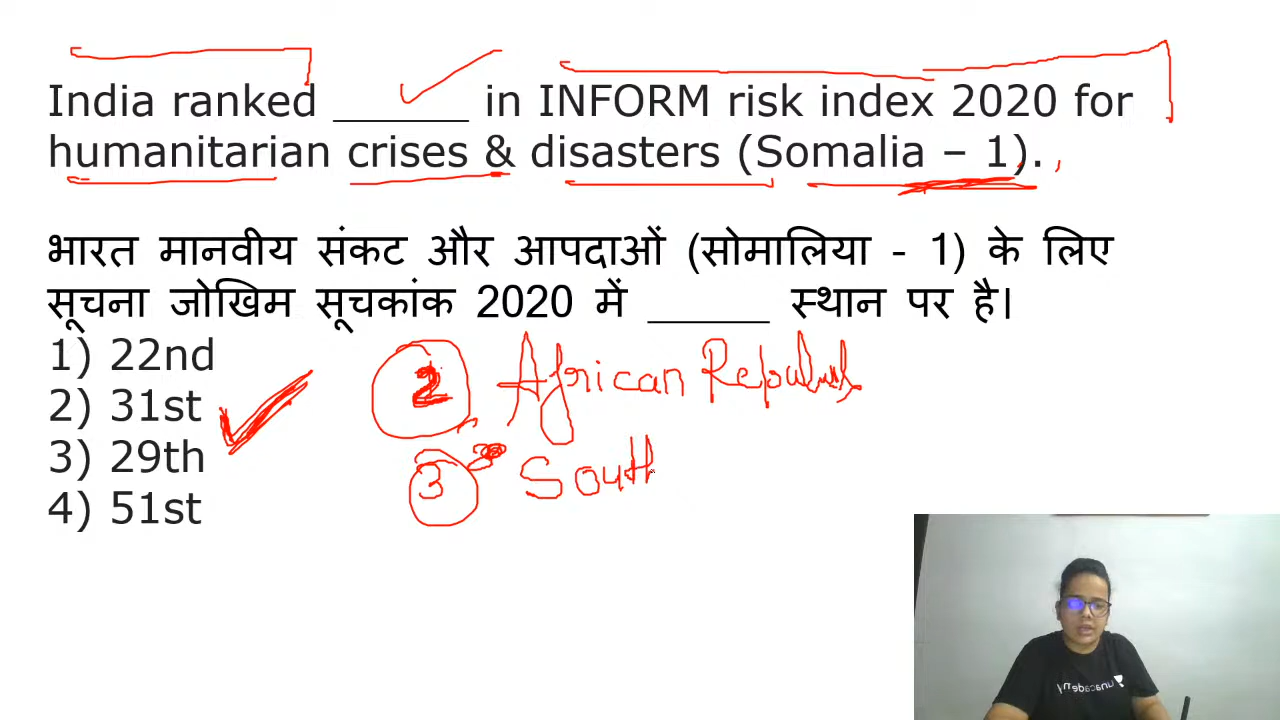 India ranked ______ in INFORM risk index 2020 for
humanitarian crises & disasters (Somalia – 1).
भारत मानवीय संकट और आपदाओं (सोमालिया - 1) के लिए
सूचना जोखिम सूचकांक 2020 में ______ स्थान पर है।
1) 22nd
2) 31st
3) 29th
4) 51st
2. African
3 South
unacademy